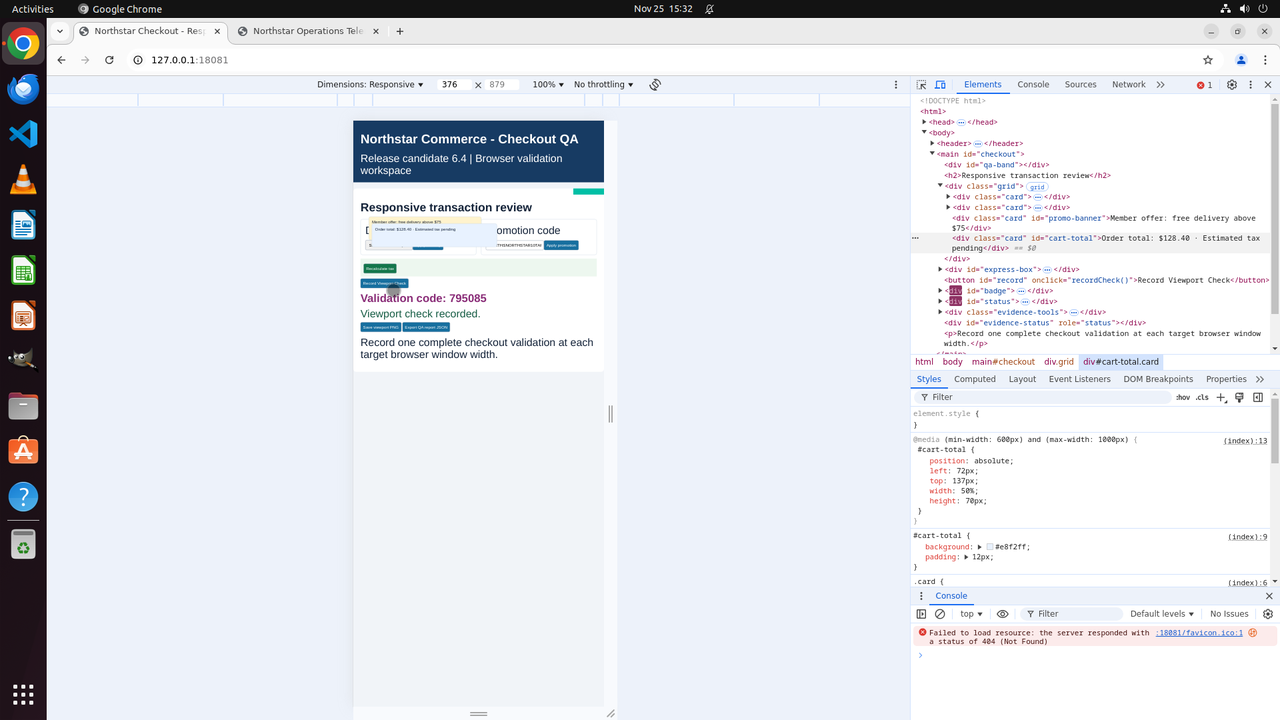 Activities
Google Chrome
Nov 25 15:32
Northstar Checkout - Resp
Northstar Operations Tele
127.0.0.1:18081
Dimensions: Responsive
376
×
879
100%
No throttling
Elements
Console
Sources
Network
1
Northstar Commerce - Checkout QA
Release candidate 6.4 | Browser validation
workspace
Responsive transaction review
Member offer: free delivery above $75
Order total: $128.40 · Estimated tax pending
omotion code
Apply promotion
Recalculate tax
Record Viewport Check
Validation code: 795085
Viewport check recorded.
Save viewport PNG
Export QA report JSON
Record one complete checkout validation at each
target browser window width.
<!DOCTYPE html>
<html>
<head> </head>
<body>
<header> </header>
<main id="checkout">
<div id="qa-band"></div>
<h2>Responsive transaction review</h2>
<div class="grid"> grid
<div class="card"> </div>
<div class="card"> </div>
<div class="card" id="promo-banner">Member offer: free delivery above
$75</div>
<div class="card" id="cart-total">Order total: $128.40 · Estimated tax
pending</div> == $0
</div>
<div id="express-box"> </div>
<button id="record" onclick="recordCheck()">Record Viewport Check</button>
<div id="badge"> </div>
<div id="status"> </div>
<div class="evidence-tools"> </div>
<div id="evidence-status" role="status"></div>
<p>Record one complete checkout validation at each target browser window
width.</p>
html
body
main#checkout
div.grid
div#cart-total.card
Styles
Computed
Layout
Event Listeners
DOM Breakpoints
Properties
Filter
:hov
.cls
element.style {
}
@media (min-width: 600px) and (max-width: 1000px) {
(index):13
#cart-total {
position: absolute;
left: 72px;
top: 137px;
width: 50%;
height: 70px;
}
}
#cart-total {
(index):9
background: #e8f2ff;
padding: 12px;
}
.card {
(index):6
Console
top
Filter
Default levels
No Issues
Failed to load resource: the server responded with
:18081/favicon.ico:1
a status of 404 (Not Found)